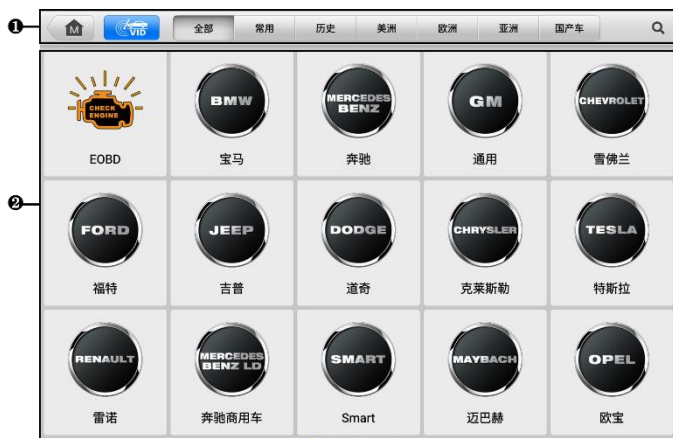 ❶
M
VID
全部 常用 历史 美洲 欧洲 亚洲 国产车
❷
CHECK
ENGINE
BMW
MERCEDES
BENZ
GM
CHEVROLET
EOBD 宝马 奔驰 通用 雪佛兰
FORD JEEP DODGE CHRYSLER TESLA
福特 吉普 道奇 克莱斯勒 特斯拉
RENAULT
MERCEDES
BENZ LD
SMART MAYBACH OPEL
雷诺 奔驰商用车 Smart 迈巴赫 欧宝